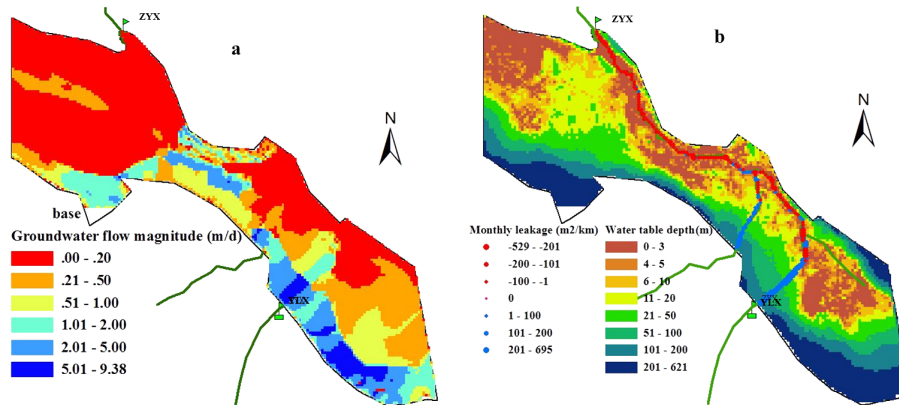 ZYX
a
N
base
Groundwater flow magnitude (m/d)
.00 - .20
.21 - .50
.51 - 1.00
1.01 - 2.00
2.01 - 5.00
5.01 - 9.38
ZYX
b
N
Monthly leakage (m2/km)
-529 - -201
-200 - -101
-100 - -1
0
1 - 100
101 - 200
201 - 695
Water table depth(m)
0 - 3
4 - 5
6 - 10
11 - 20
21 - 50
51 - 100
101 - 200
201 - 621